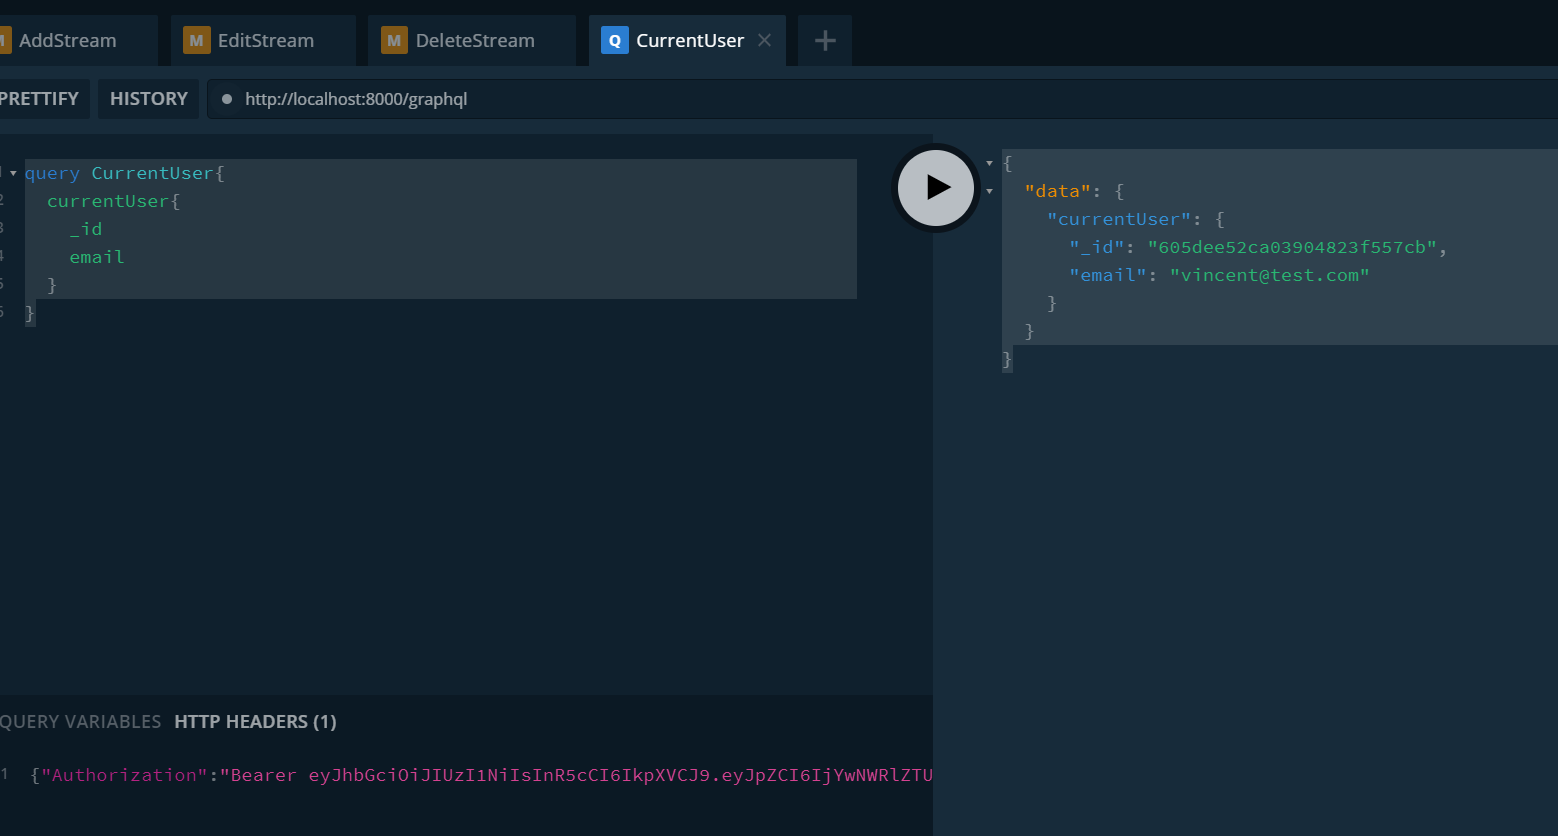 M AddStream
M EditStream
M DeleteStream
Q CurrentUser ×
+
PRETTIFY
HISTORY
http://localhost:8000/graphql
query CurrentUser{
2 currentUser{
3 _id
4 email
5 }
6 }
{
"data": {
"currentUser": {
"_id": "605dee52ca03904823f557cb",
"email": "vincent@test.com"
}
}
}
QUERY VARIABLES HTTP HEADERS (1)
1 {"Authorization":"Bearer eyJhbGciOiJIUzI1NiIsInR5cCI6IkpXVCJ9.eyJpZCI6IjYwNWRlZTU